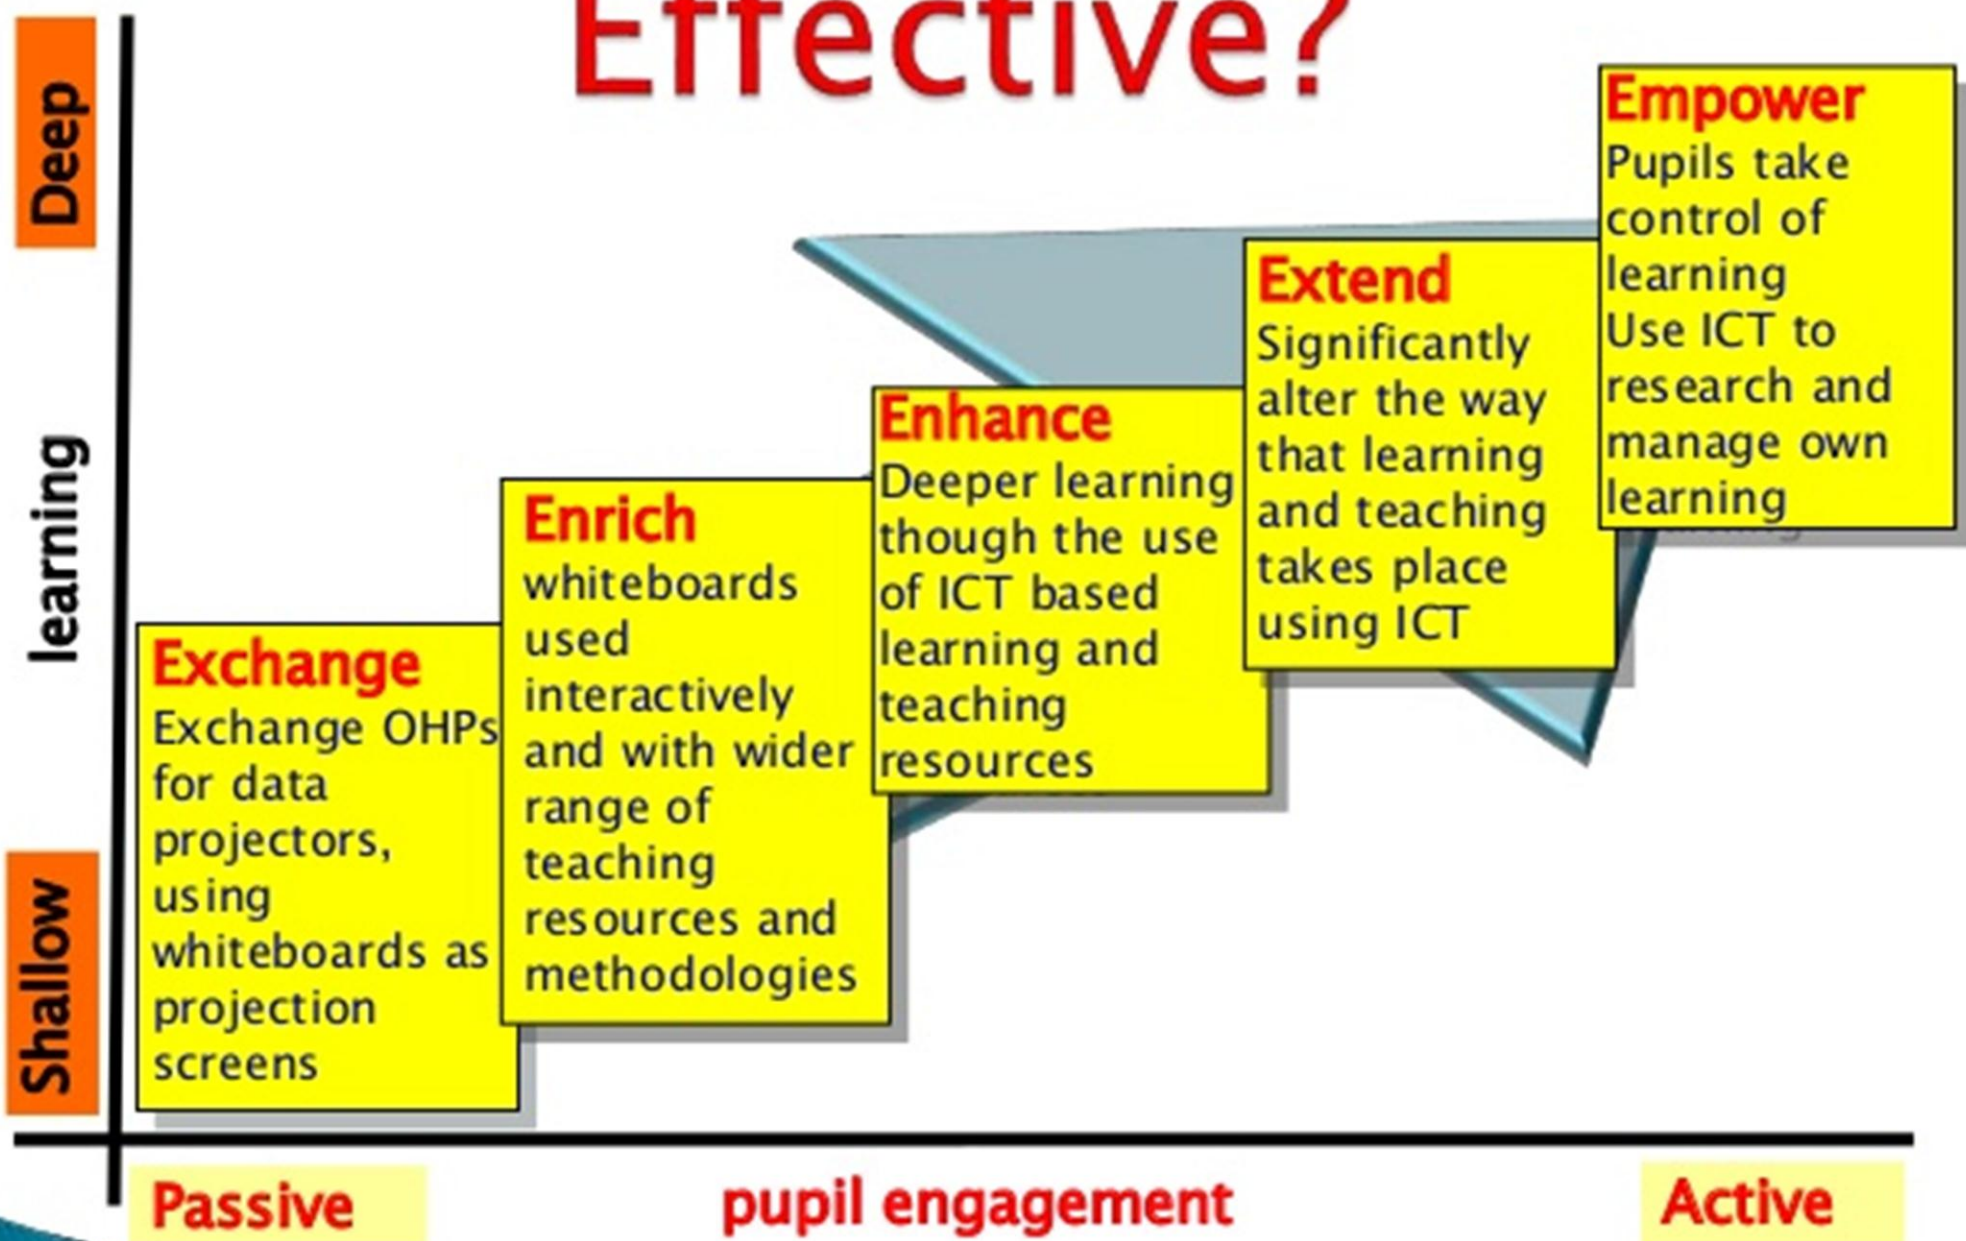 Effective?
Deep
learning
Shallow
Exchange
Exchange OHPs
for data
projectors,
using
whiteboards as
projection
screens
Enrich
whiteboards
used
interactively
and with wider
range of
teaching
resources and
methodologies
Enhance
Deeper learning
though the use
of ICT based
learning and
teaching
resources
Extend
Significantly
alter the way
that learning
and teaching
takes place
using ICT
Empower
Pupils take
control of
learning
Use ICT to
research and
manage own
learning
Passive
pupil engagement
Active